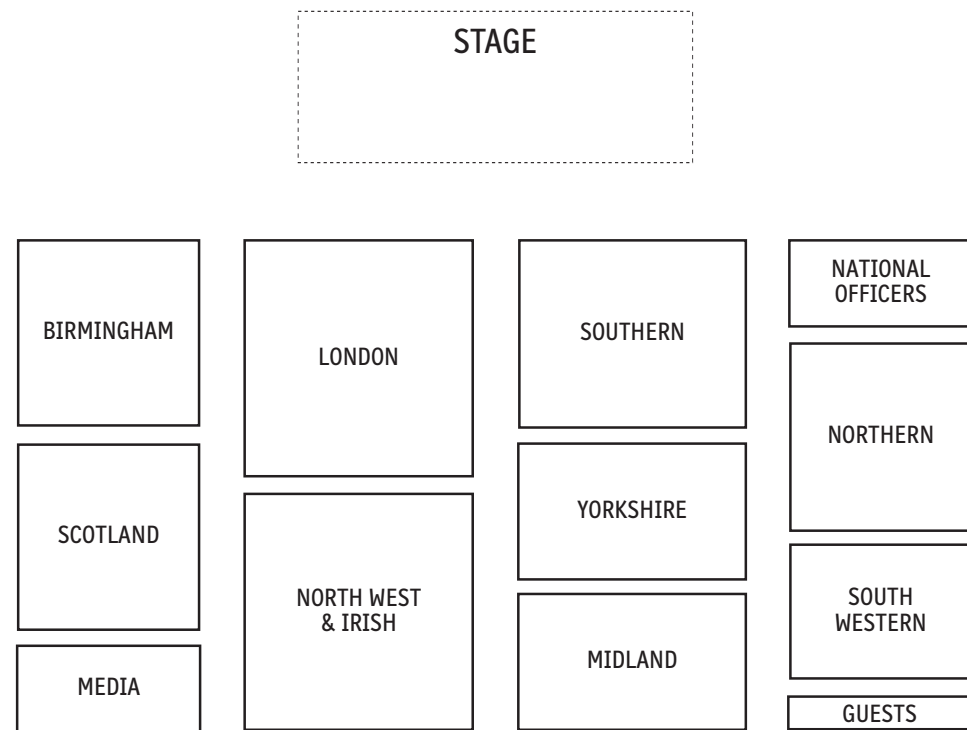 STAGE
BIRMINGHAM
SCOTLAND
MEDIA
LONDON
NORTH WEST
& IRISH
SOUTHERN
YORKSHIRE
MIDLAND
NATIONAL
OFFICERS
NORTHERN
SOUTH
WESTERN
GUESTS